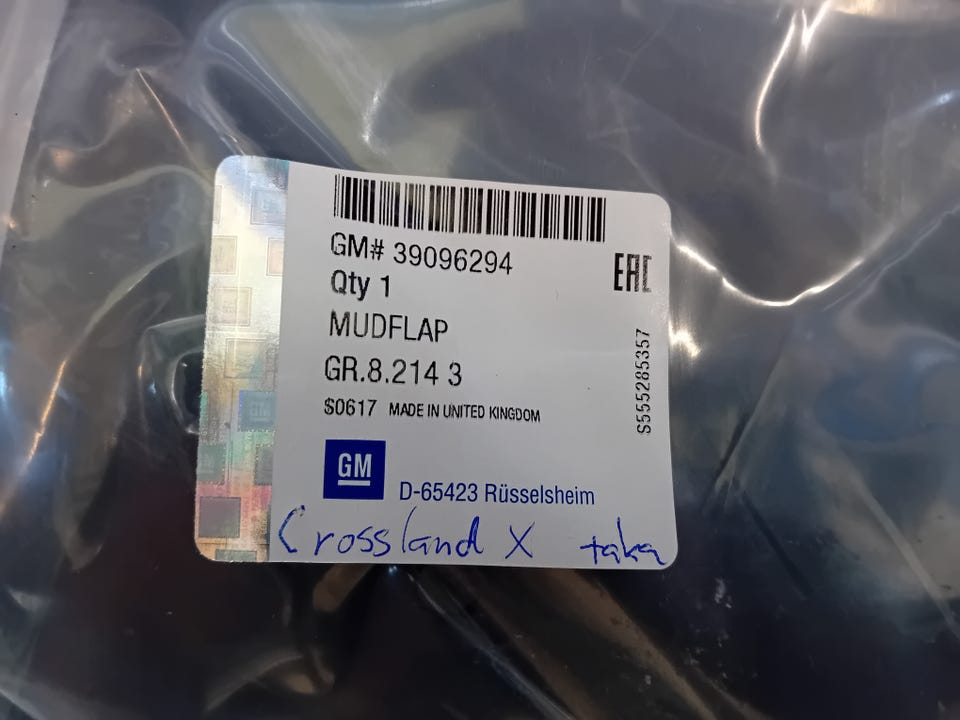 GM# 39096294
Qty 1
EAC
MUDFLAP
GR.8.214 3
S0617 MADE IN UNITED KINGDOM
S555285357
GM
D-65423 Rüsselsheim
Crossland X taka